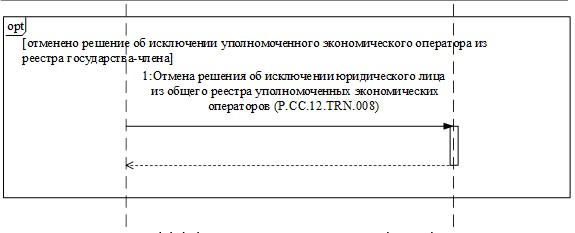 opt
[отменено решение об исключении уполномоченного экономического оператора из
реестра государства-члена]
1:Отмена решения об исключении юридического лица
из общего реестра уполномоченных экономических
операторов (P.CC.12.TRN.008)